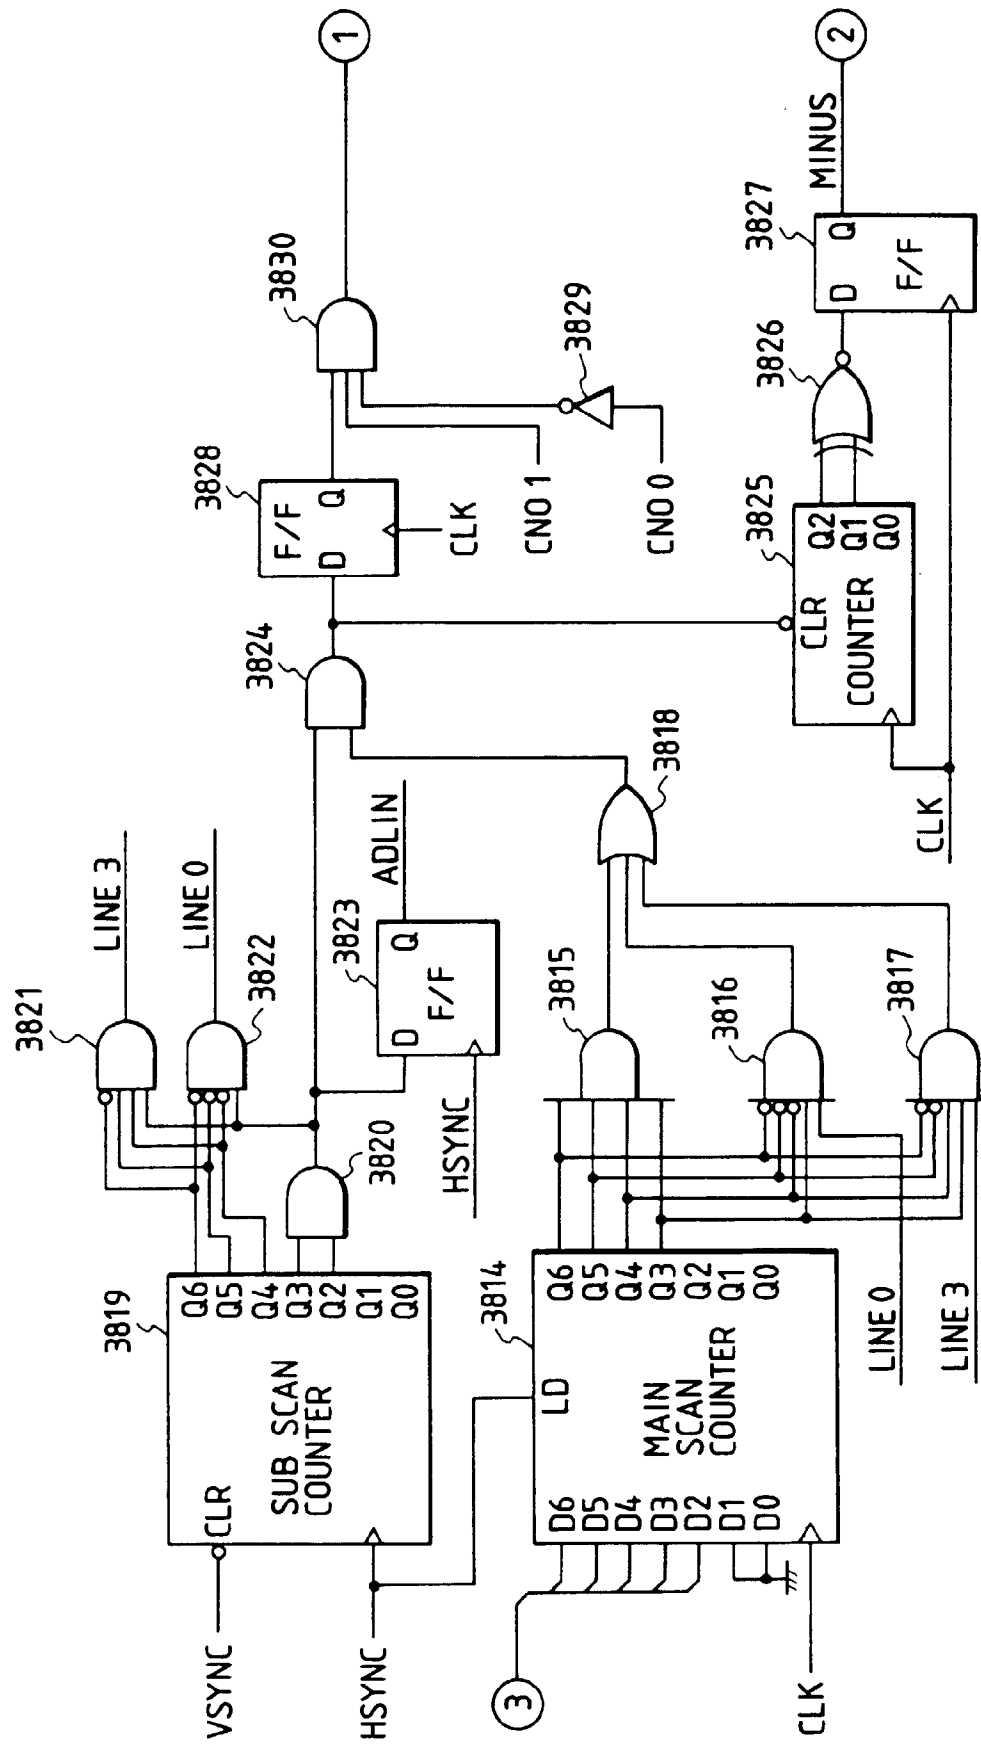 VSYNC
HSYNC
3819
CLR
SUB SCAN
COUNTER
Q6
Q5
Q4
Q3
Q2
Q1
Q0
3820
3821
LINE 3
3822
LINE 0
3823
D
Q
F/F
HSYNC
ADLIN
3824
3828
F/F
D
Q
CLK
CNO 1
CNO 0
3829
3830
1
3
CLK
3814
LD
D6
D5
D4
D3
D2
D1
D0
MAIN
SCAN
COUNTER
Q6
Q5
Q4
Q3
Q2
Q1
Q0
LINE 0
LINE 3
3815
3816
3817
3818
CLK
3825
CLR
COUNTER
Q2
Q1
Q0
3826
3827
D
Q
F/F
MINUS
2